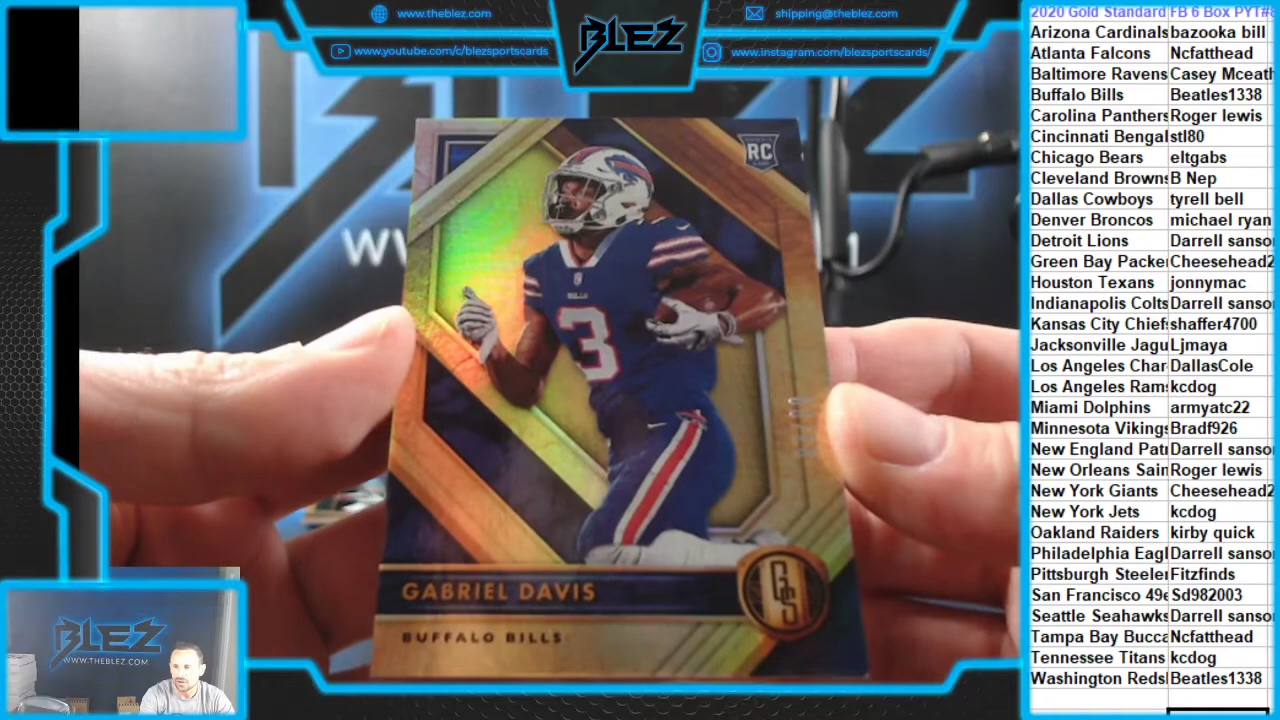 www.theblez.com
shipping@theblez.com
www.youtube.com/c/blezsportscards
www.instagram.com/blezsportscards/
BLEZ
RC
BILLS
3
GABRIEL DAVIS
GS
BUFFALO BILLS
BLEZ
WWW.THEBLEZ.COM
2020 Gold Standard FB 6 Box PYT#
Arizona Cardinals bazooka bill
Atlanta Falcons Ncfatthead
Baltimore Ravens Casey Mceath
Buffalo Bills Beatles1338
Carolina Panthers Roger lewis
Cincinnati Bengals stl80
Chicago Bears eltgabs
Cleveland Browns B Nep
Dallas Cowboys tyrell bell
Denver Broncos michael ryan
Detroit Lions Darrell sanso
Green Bay Packer Cheesehead2
Houston Texans jonnymac
Indianapolis Colts Darrell sanso
Kansas City Chiefs shaffer4700
Jacksonville Jagu Ljmaya
Los Angeles Char DallasCole
Los Angeles Rams kcdog
Miami Dolphins armyatc22
Minnesota Vikings Bradf926
New England Patr Darrell sanso
New Orleans Sain Roger lewis
New York Giants Cheesehead2
New York Jets kcdog
Oakland Raiders kirby quick
Philadelphia Eagl Darrell sanso
Pittsburgh Steeler Fitzfinds
San Francisco 49e Sd982003
Seattle Seahawks Darrell sanso
Tampa Bay Bucca Ncfatthead
Tennessee Titans kcdog
Washington Reds Beatles1338